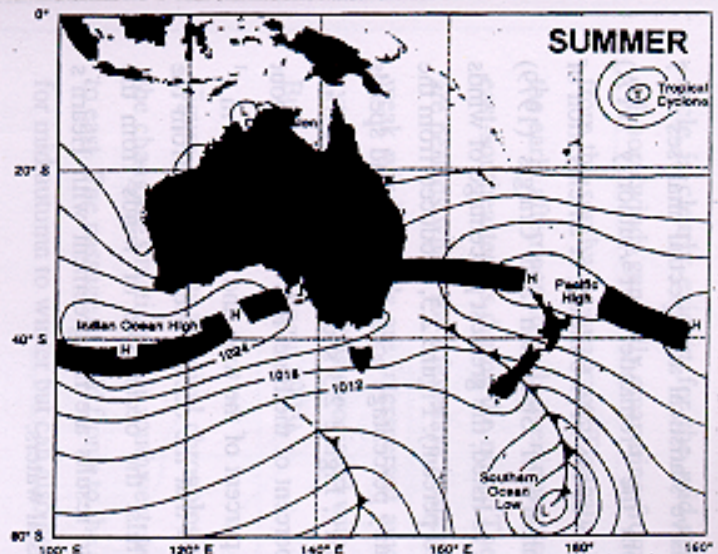 0°
SUMMER
Tropical
Cyclone
T
L
20° S
H
Pacific
High
Indian Ocean High
H
H
H
40° S
1024
1016
1012
Southern
Ocean
Low
L
60° S
100° E
120° E
140° E
160° E
180°
160°